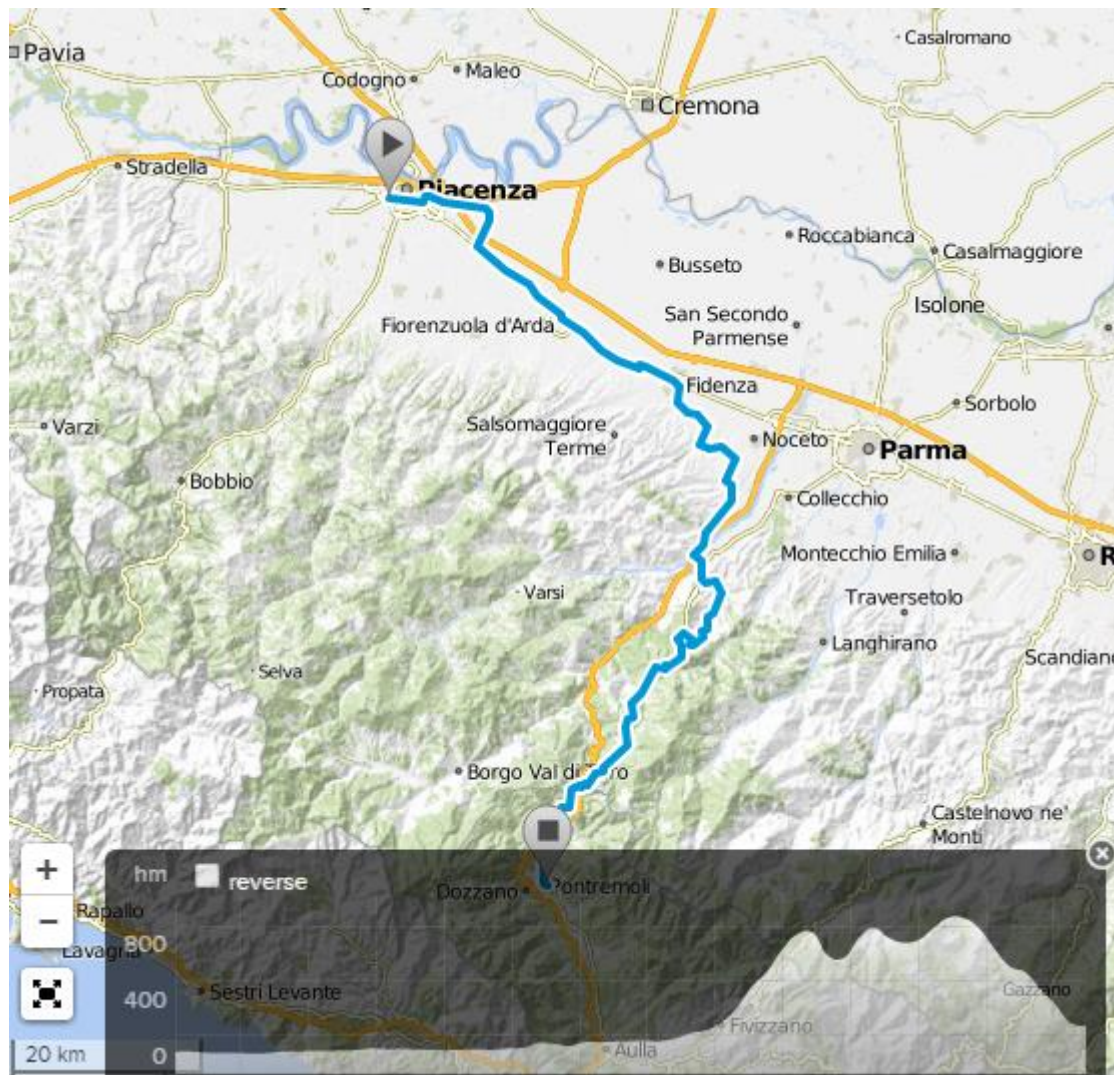 Pavia
Casalromano
Codogno
Maleo
Cremona
Stradella
Piacenza
Roccabianca
Casalmaggiore
Busseto
Isolone
San Secondo
Parmense
Fiorenzuola d'Arda
Fidenza
Sorbolo
Varzi
Salsomaggiore
Terme
Noceto
Parma
Bobbio
Collecchio
Montecchio Emilia
R
Varsi
Traversetolo
Langhirano
Scandiano
Selva
Propata
Borgo Val di Taro
Castelnovo ne'
Monti
+
hm
reverse
Dozzano
Pontremoli
−
Rapallo
800
Lavagna
Sestri Levante
400
Gazzano
Fivizzano
20 km
0
Aulla